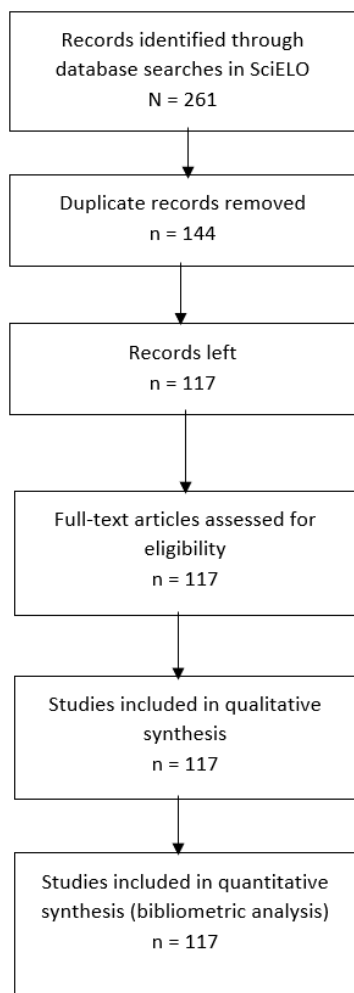 Records identified through
database searches in SciELO
N = 261
Duplicate records removed
n = 144
Records left
n = 117
Full-text articles assessed for
eligibility
n = 117
Studies included in qualitative
synthesis
n = 117
Studies included in quantitative
synthesis (bibliometric analysis)
n = 117